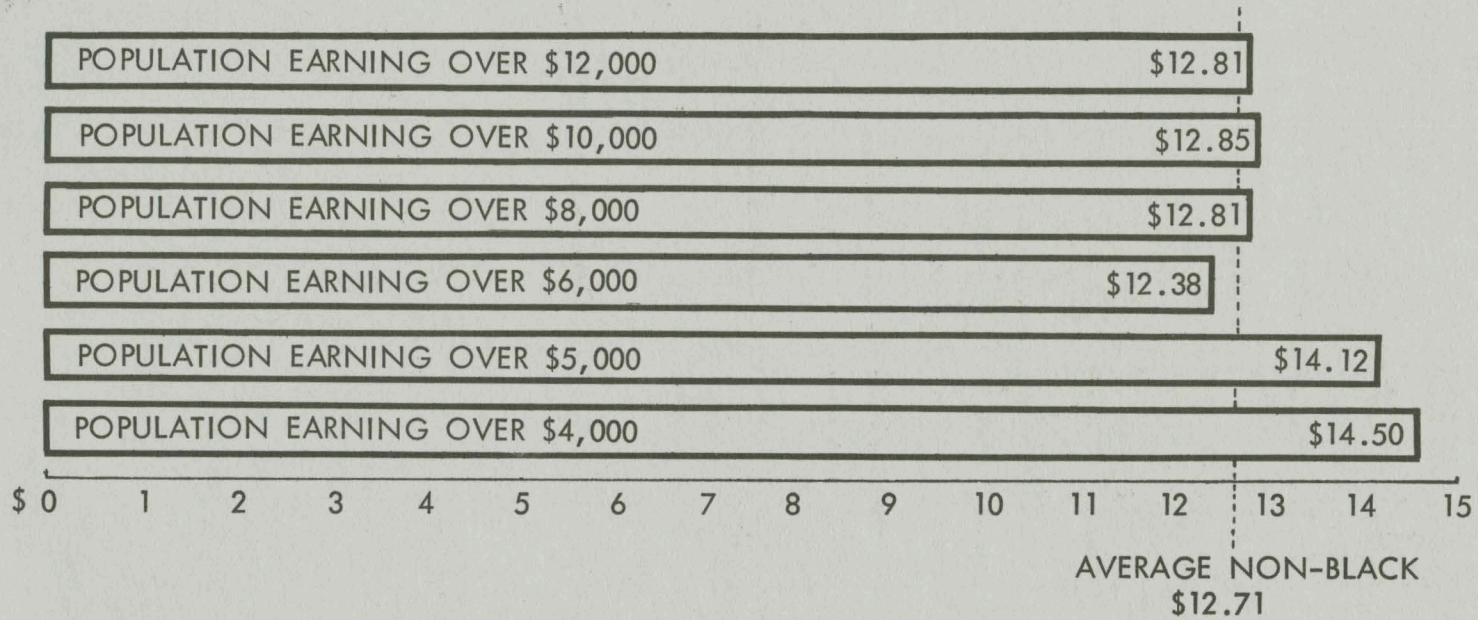 POPULATION EARNING OVER $12,000 $12.81
POPULATION EARNING OVER $10,000 $12.85
POPULATION EARNING OVER $8,000 $12.81
POPULATION EARNING OVER $6,000 $12.38
POPULATION EARNING OVER $5,000 $14.12
POPULATION EARNING OVER $4,000 $14.50
$ 0 1 2 3 4 5 6 7 8 9 10 11 12 13 14 15
AVERAGE NON-BLACK
$12.71